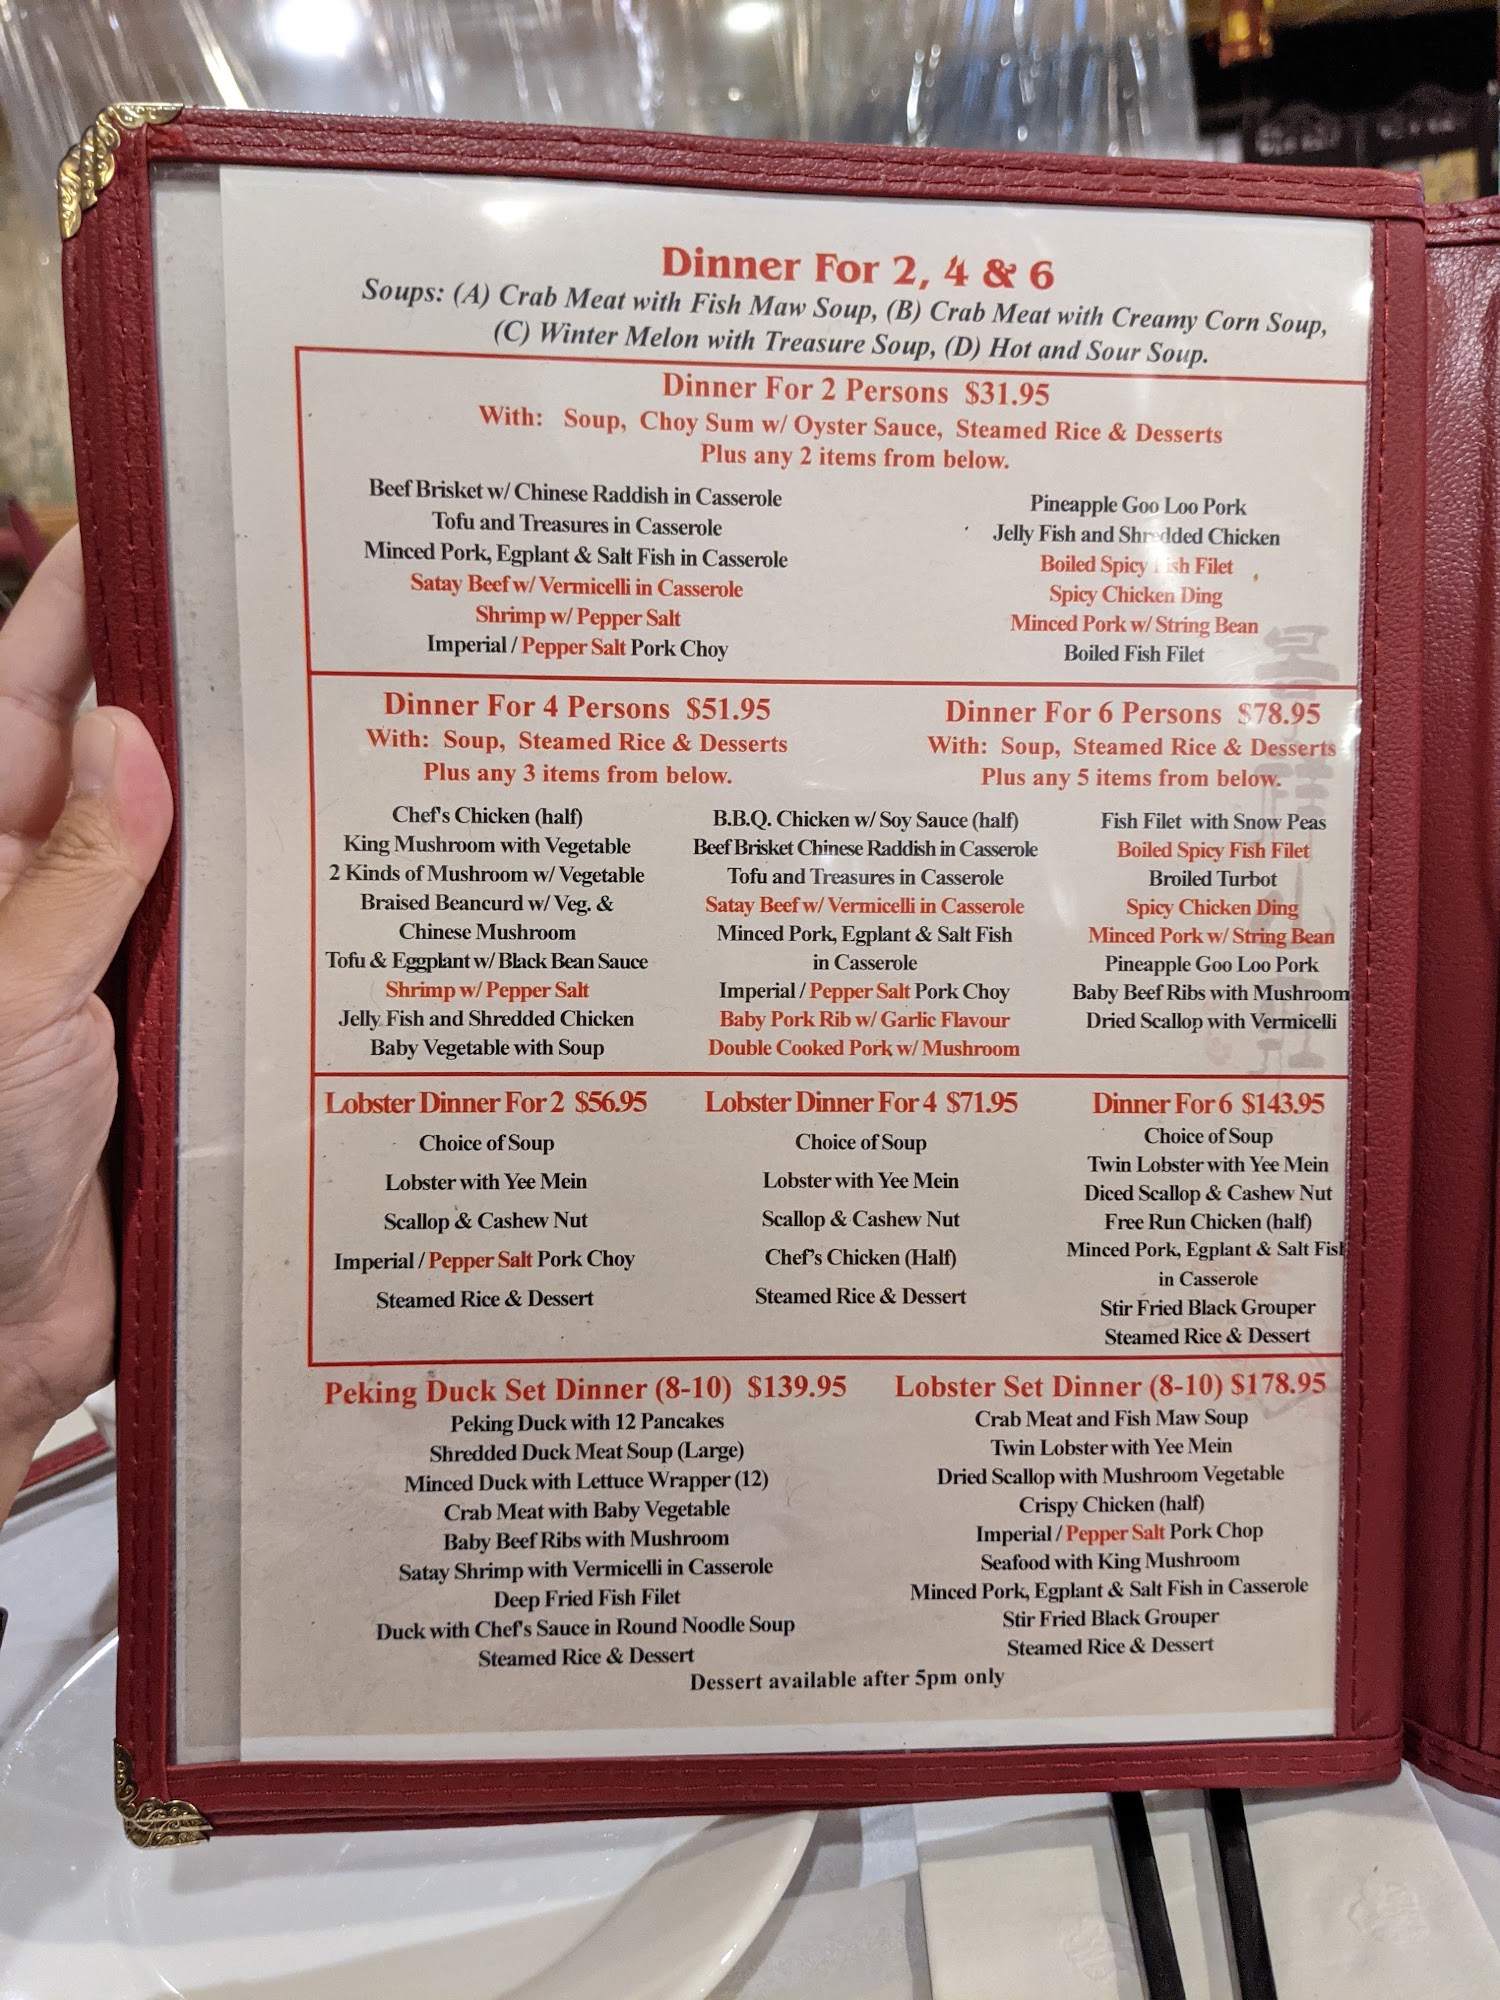 Dinner For 2, 4 & 6
Soups: (A) Crab Meat with Fish Maw Soup, (B) Crab Meat with Creamy Corn Soup,
(C) Winter Melon with Treasure Soup, (D) Hot and Sour Soup.
Dinner For 2 Persons $31.95
With: Soup, Choy Sum w/ Oyster Sauce, Steamed Rice & Desserts
Plus any 2 items from below.
Beef Brisket w/ Chinese Raddish in Casserole
Tofu and Treasures in Casserole
Minced Pork, Egplant & Salt Fish in Casserole
Satay Beef w/ Vermicelli in Casserole
Shrimp w/ Pepper Salt
Imperial / Pepper Salt Pork Choy
Pineapple Goo Loo Pork
Jelly Fish and Shredded Chicken
Boiled Spicy Fish Filet
Spicy Chicken Ding
Minced Pork w/ String Bean
Boiled Fish Filet
Dinner For 4 Persons $51.95
With: Soup, Steamed Rice & Desserts
Plus any 3 items from below.
Dinner For 6 Persons $78.95
With: Soup, Steamed Rice & Desserts
Plus any 5 items from below.
Chef's Chicken (half)
King Mushroom with Vegetable
2 Kinds of Mushroom w/ Vegetable
Braised Beancurd w/ Veg. &
Chinese Mushroom
Tofu & Eggplant w/ Black Bean Sauce
Shrimp w/ Pepper Salt
Jelly Fish and Shredded Chicken
Baby Vegetable with Soup
B.B.Q. Chicken w/ Soy Sauce (half)
Beef Brisket Chinese Raddish in Casserole
Tofu and Treasures in Casserole
Satay Beef w/ Vermicelli in Casserole
Minced Pork, Egplant & Salt Fish
in Casserole
Imperial / Pepper Salt Pork Choy
Baby Pork Rib w/ Garlic Flavour
Double Cooked Pork w/ Mushroom
Fish Filet with Snow Peas
Boiled Spicy Fish Filet
Broiled Turbot
Spicy Chicken Ding
Minced Pork w/ String Bean
Pineapple Goo Loo Pork
Baby Beef Ribs with Mushroom
Dried Scallop with Vermicelli
Lobster Dinner For 2 $56.95
Choice of Soup
Lobster with Yee Mein
Scallop & Cashew Nut
Imperial / Pepper Salt Pork Choy
Steamed Rice & Dessert
Lobster Dinner For 4 $71.95
Choice of Soup
Lobster with Yee Mein
Scallop & Cashew Nut
Chef's Chicken (Half)
Steamed Rice & Dessert
Dinner For 6 $143.95
Choice of Soup
Twin Lobster with Yee Mein
Diced Scallop & Cashew Nut
Free Run Chicken (half)
Minced Pork, Egplant & Salt Fish
in Casserole
Stir Fried Black Grouper
Steamed Rice & Dessert
Peking Duck Set Dinner (8-10) $139.95
Peking Duck with 12 Pancakes
Shredded Duck Meat Soup (Large)
Minced Duck with Lettuce Wrapper (12)
Crab Meat with Baby Vegetable
Baby Beef Ribs with Mushroom
Satay Shrimp with Vermicelli in Casserole
Deep Fried Fish Filet
Duck with Chef's Sauce in Round Noodle Soup
Steamed Rice & Dessert
Lobster Set Dinner (8-10) $178.95
Crab Meat and Fish Maw Soup
Twin Lobster with Yee Mein
Dried Scallop with Mushroom Vegetable
Crispy Chicken (half)
Imperial / Pepper Salt Pork Chop
Seafood with King Mushroom
Minced Pork, Egplant & Salt Fish in Casserole
Stir Fried Black Grouper
Steamed Rice & Dessert
Dessert available after 5pm only